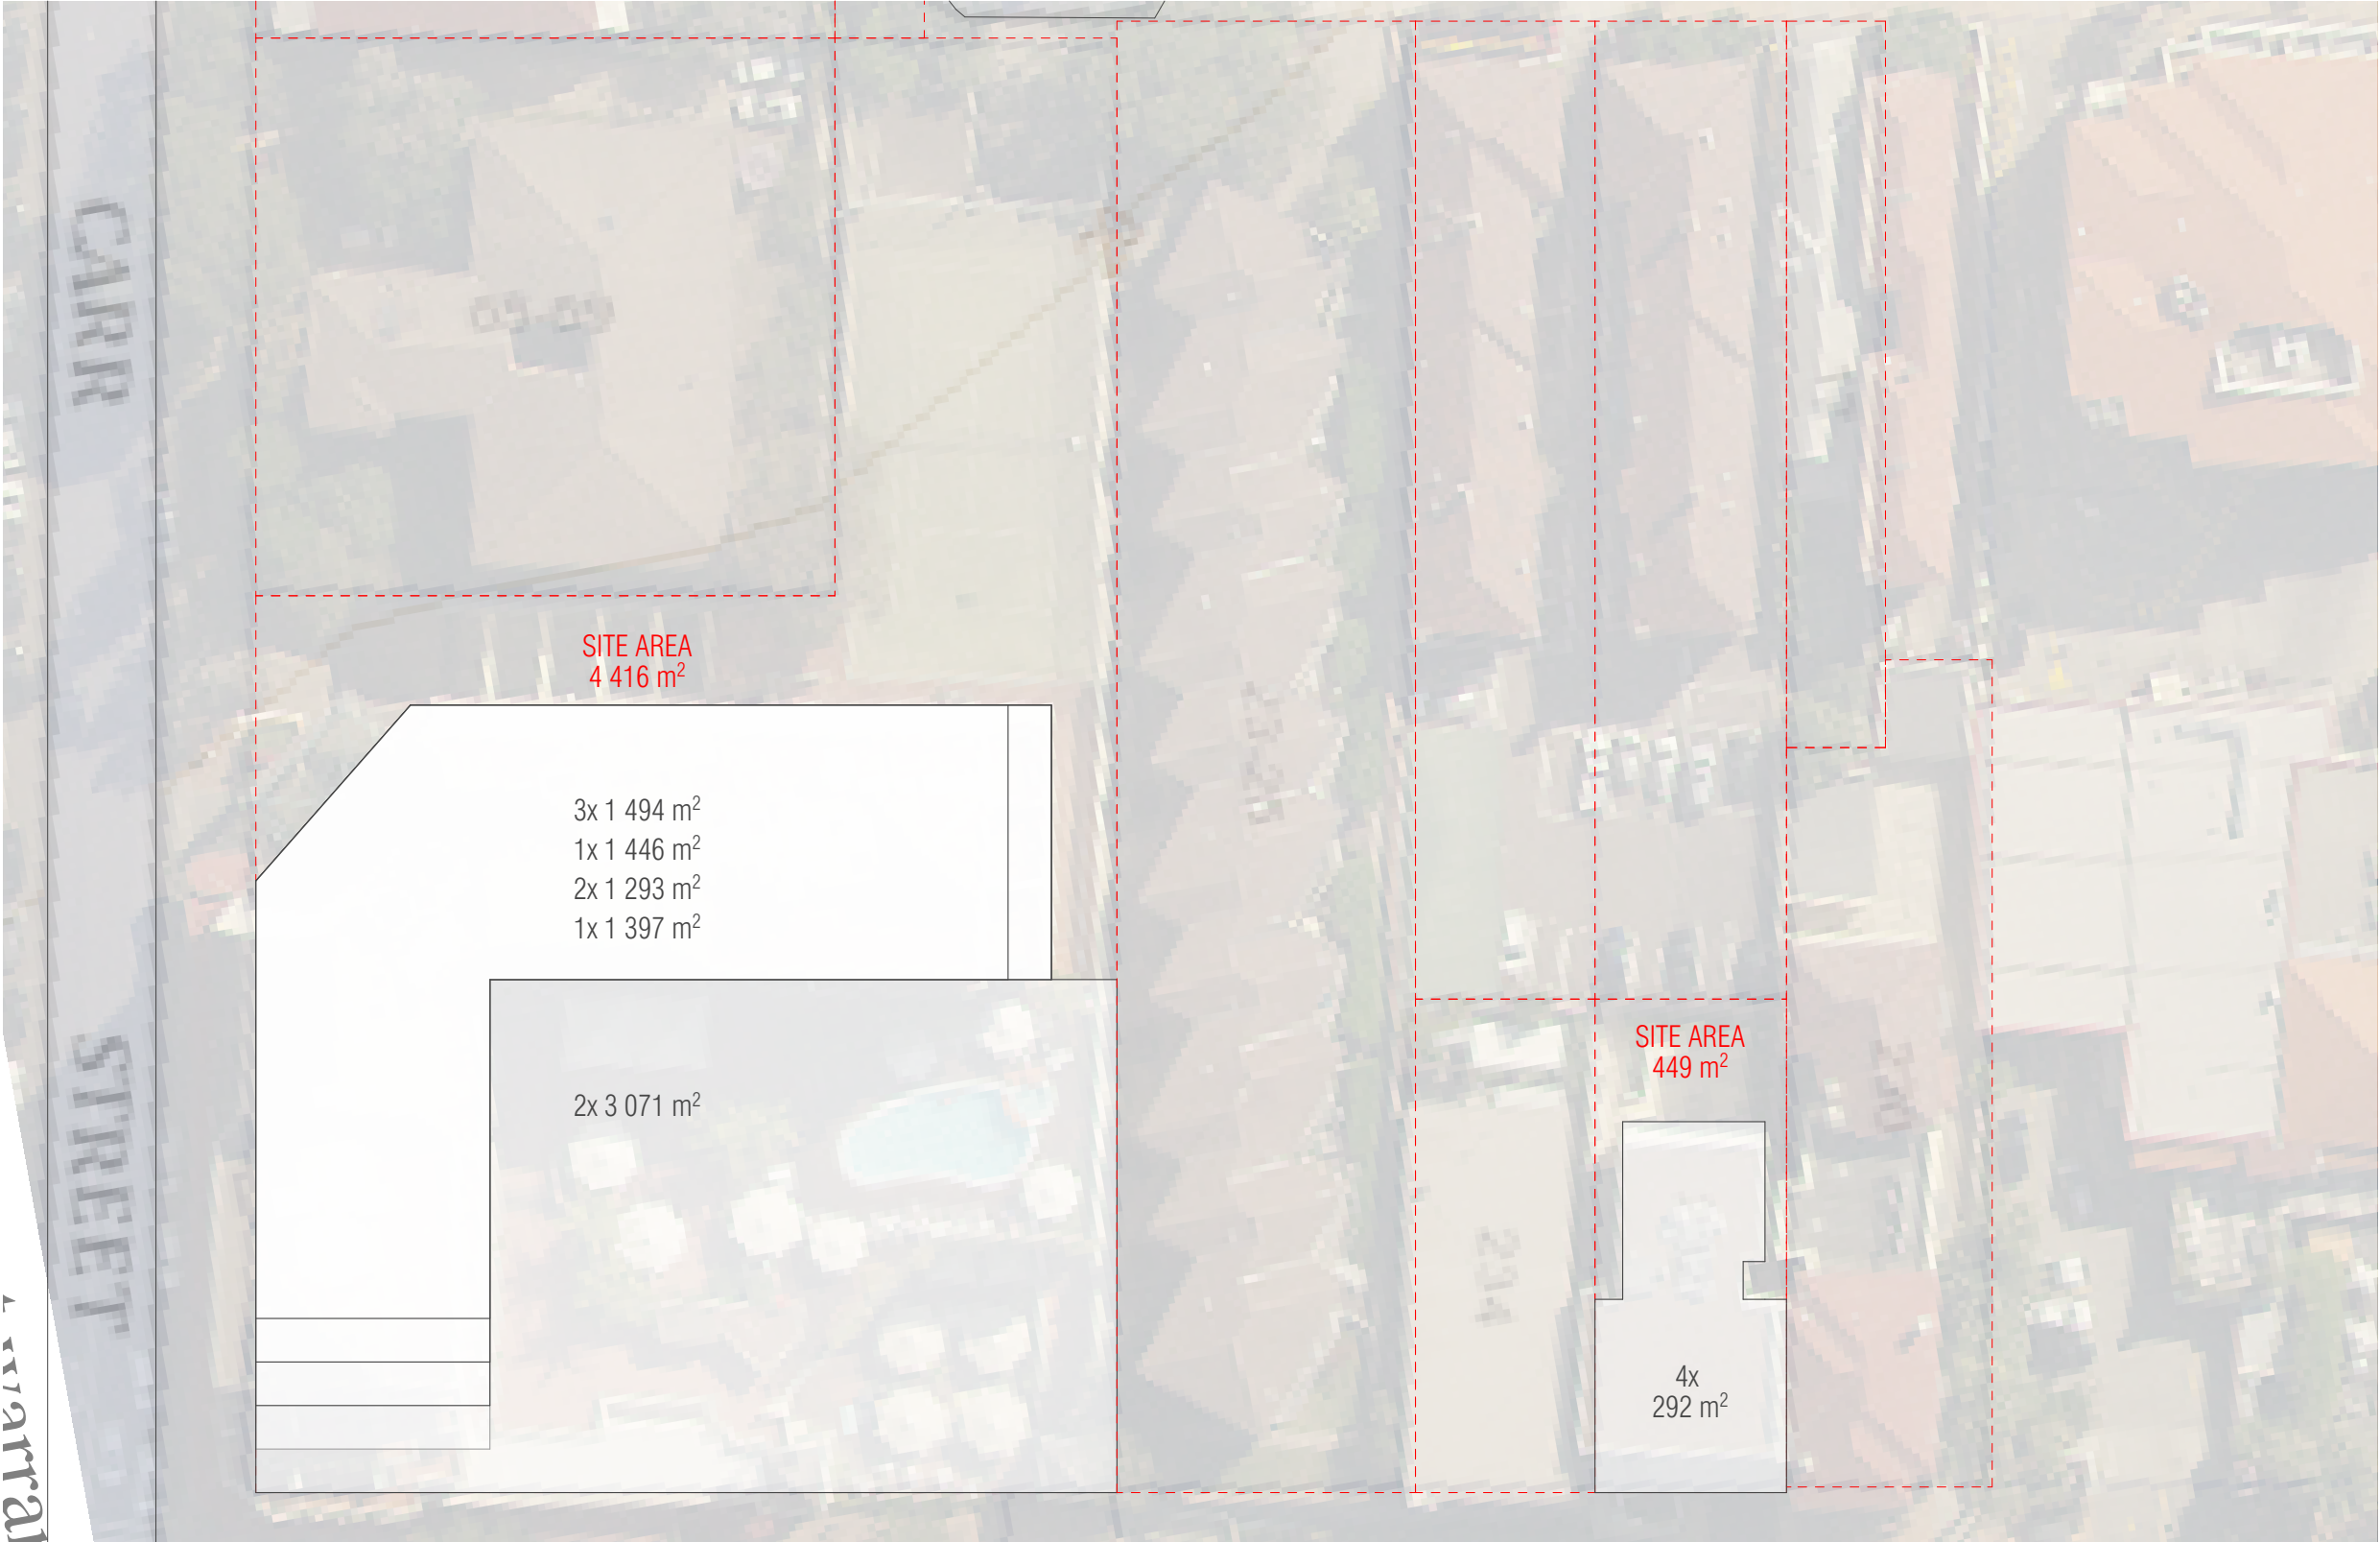 CARR
STREET
SITE AREA
4 416 m²
3x 1 494 m²
1x 1 446 m²
2x 1 293 m²
1x 1 397 m²
2x 3 071 m²
SITE AREA
449 m²
4x
292 m²